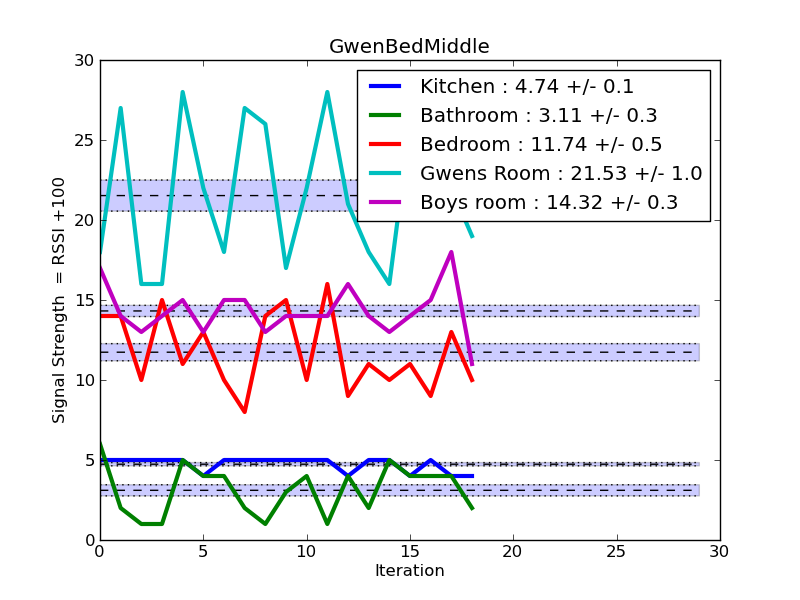 GwenBedMiddle
30
25
20
15
10
5
0
Signal Strength = RSSI +100
Kitchen : 4.74 +/- 0.1
Bathroom : 3.11 +/- 0.3
Bedroom : 11.74 +/- 0.5
Gwens Room : 21.53 +/- 1.0
Boys room : 14.32 +/- 0.3
0 5 10 15 20 25 30
Iteration